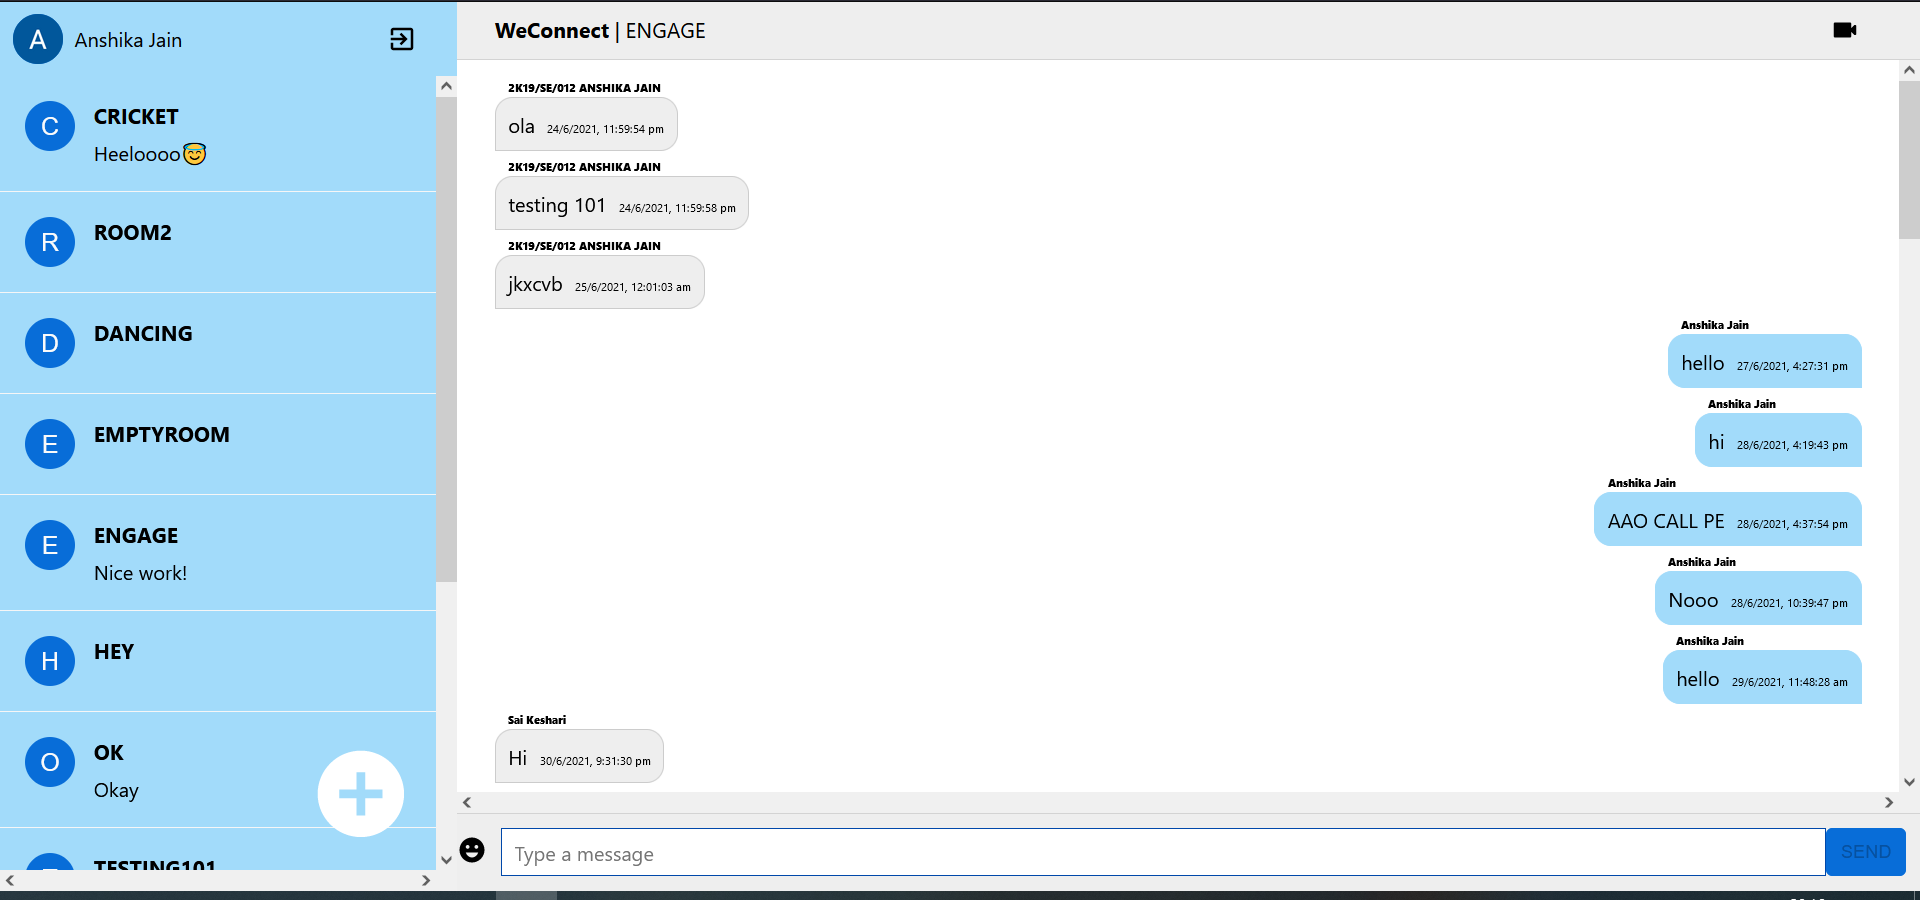 A Anshika Jain
C CRICKET
Heeloooo😇
R ROOM2
D DANCING
E EMPTYROOM
E ENGAGE
Nice work!
H HEY
O OK
Okay
TESTING101
WeConnect | ENGAGE
2K19/SE/012 ANSHIKA JAIN
ola 24/6/2021, 11:59:54 pm
2K19/SE/012 ANSHIKA JAIN
testing 101 24/6/2021, 11:59:58 pm
2K19/SE/012 ANSHIKA JAIN
jkxcvb 25/6/2021, 12:01:03 am
Anshika Jain
hello 27/6/2021, 4:27:31 pm
Anshika Jain
hi 28/6/2021, 4:19:43 pm
Anshika Jain
AAO CALL PE 28/6/2021, 4:37:54 pm
Anshika Jain
Nooo 28/6/2021, 10:39:47 pm
Anshika Jain
hello 29/6/2021, 11:48:28 am
Sai Keshari
Hi 30/6/2021, 9:31:30 pm
Type a message
SEND